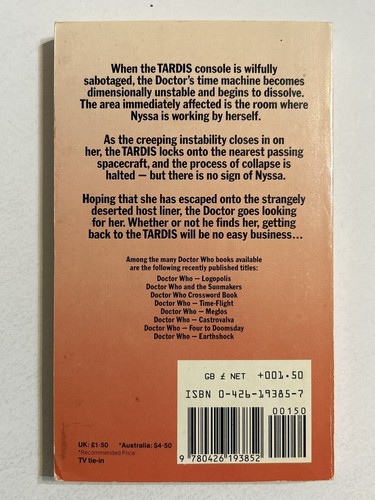 When the TARDIS console is wilfully
sabotaged, the Doctor's time machine becomes
dimensionally unstable and begins to dissolve.
The area immediately affected is the room where
Nyssa is working by herself.
As the creeping instability closes in on
her, the TARDIS locks onto the nearest passing
spacecraft, and the process of collapse is
halted — but there is no sign of Nyssa.
Hoping that she has escaped onto the strangely
deserted host liner, the Doctor goes looking
for her. Whether or not he finds her, getting
back to the TARDIS will be no easy business...
Among the many Doctor Who books available
are the following recently published titles:
Doctor Who — Logopolis
Doctor Who and the Sunmakers
Doctor Who Crossword Book
Doctor Who — Time-Flight
Doctor Who — Meglos
Doctor Who — Castrovalva
Doctor Who — Four to Doomsday
Doctor Who — Earthshock
GB £ NET +001.50
ISBN 0-426-19385-7
00150
9 780426 193852
UK: £1·50 *Australia: $4·50
*Recommended Price
TV tie-in